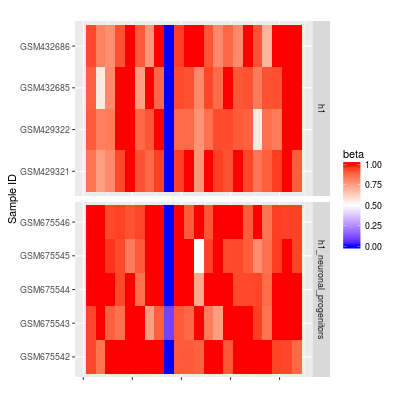 GSM432686
GSM432685
GSM429322
GSM429321
h1
GSM675546
GSM675545
GSM675544
GSM675543
GSM675542
h1_neuronal_progenitors
Sample ID
beta
1.00
0.75
0.50
0.25
0.00